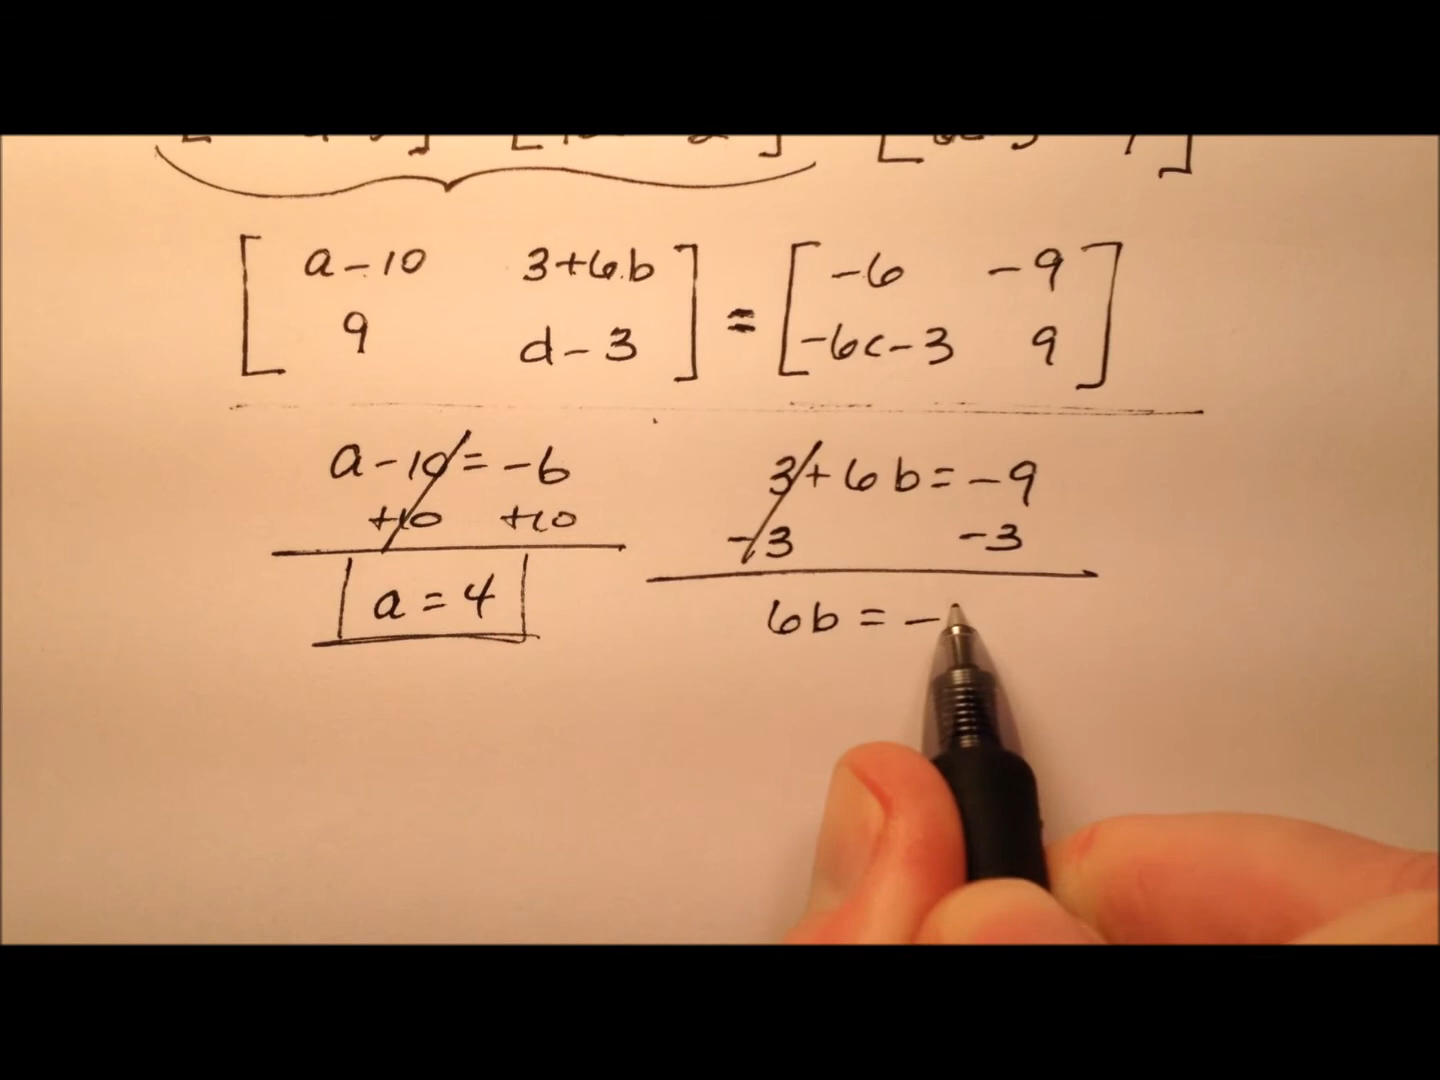 [ a - 10 3 + 6b ] = [ -6 -9 ]
[ 9 d - 3 ] [ -6c - 3 9 ]
a - 10 = -6 3 + 6b = -9
+10 +10 -3 -3
a = 4 6b = -